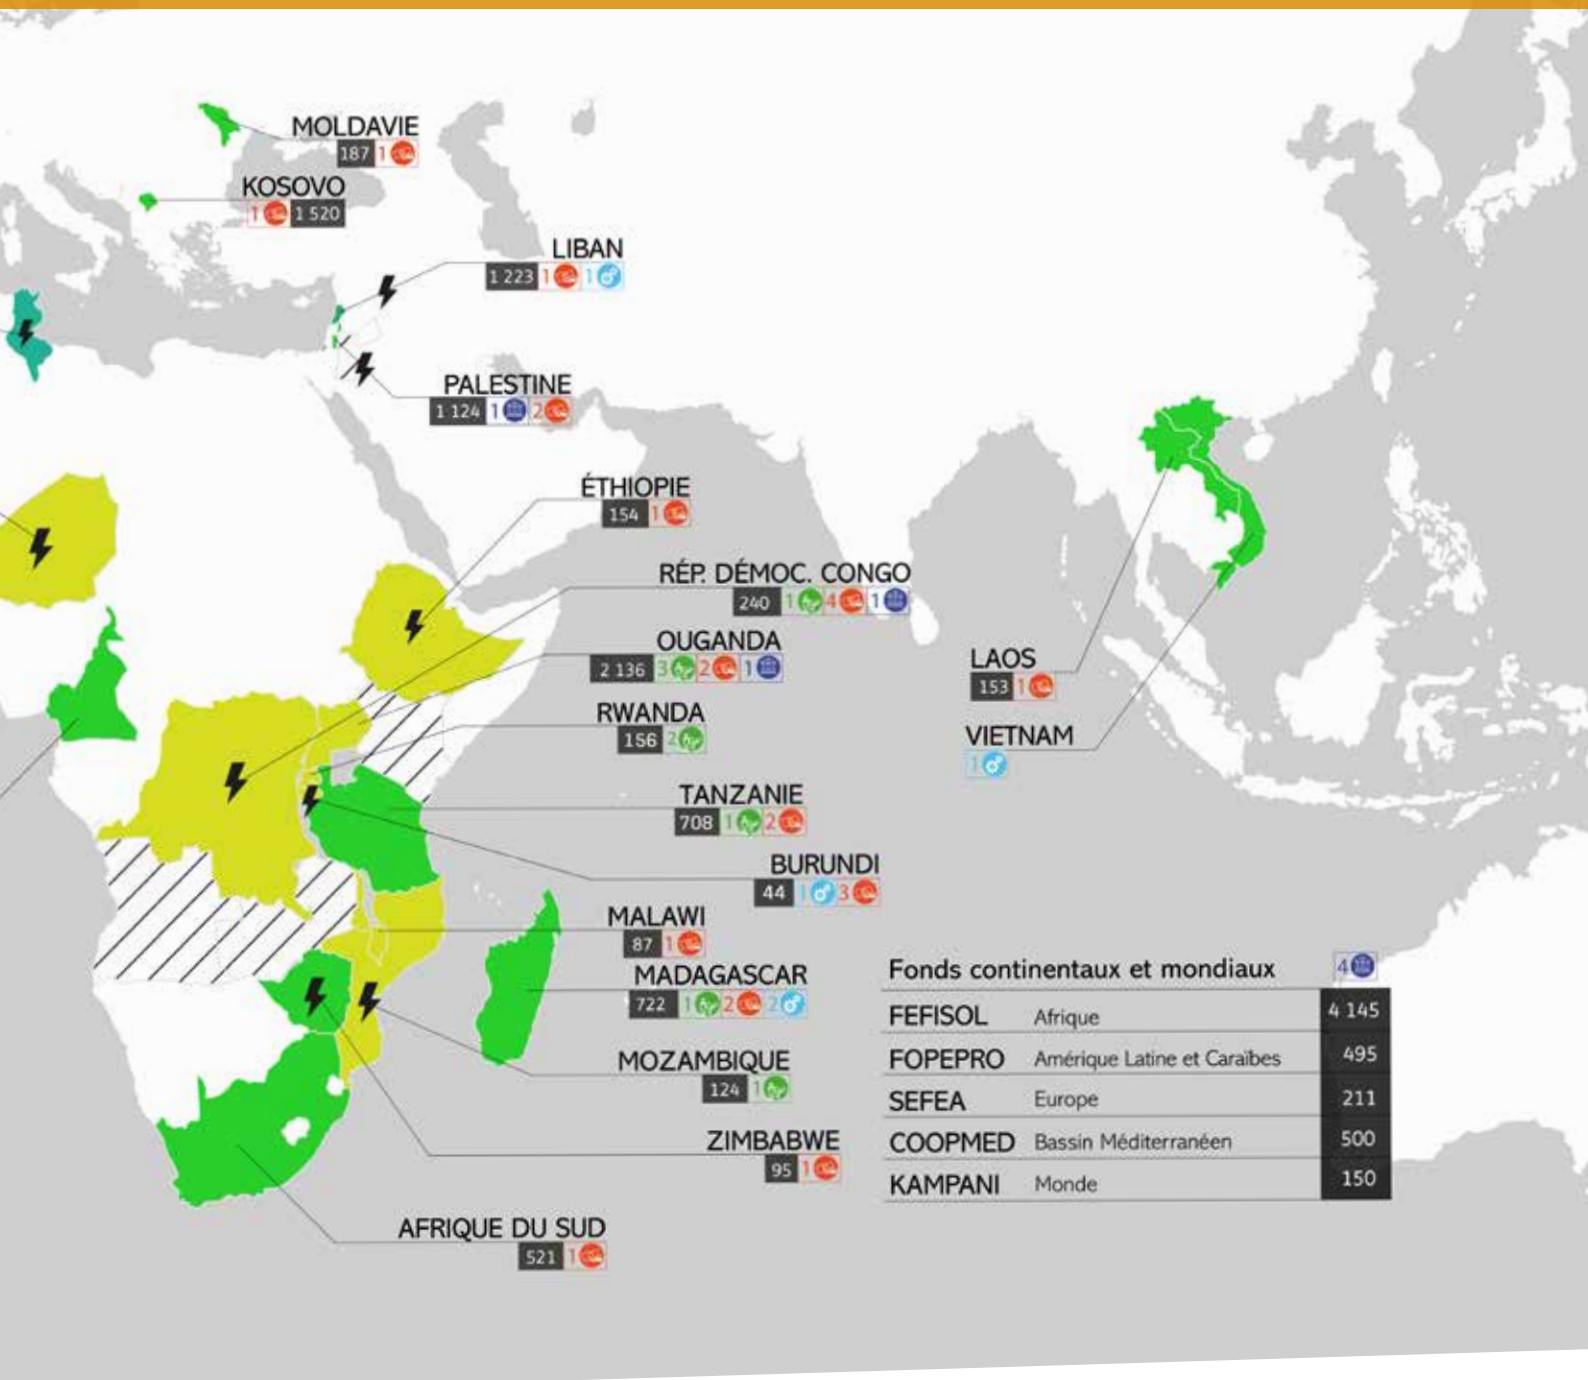 MOLDAVIE
187 1
KOSOVO
1 1 520
LIBAN
1 223 1 1
PALESTINE
1 124 1 2
ÉTHIOPIE
154 1
RÉP. DÉMOC. CONGO
240 1 4 1
OUGANDA
2 136 3 2 1
RWANDA
156 2
LAOS
153 1
VIETNAM
1
TANZANIE
708 1 2
BURUNDI
44 1 3
MALAWI
87 1
MADAGASCAR
722 1 2 2
MOZAMBIQUE
124 1
ZIMBABWE
95 1
AFRIQUE DU SUD
521 1
Fonds continentaux et mondiaux 4
FEFISOL Afrique 4 145
FOPEPRO Amérique Latine et Caraïbes 495
SEFEA Europe 211
COOPMED Bassin Méditerranéen 500
KAMPANI Monde 150